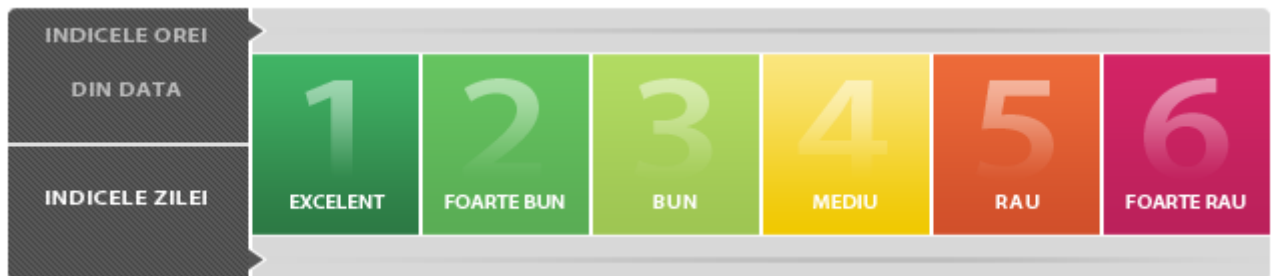 INDICELE OREI
DIN DATA
INDICELE ZILEI
1
EXCELENT
2
FOARTE BUN
3
BUN
4
MEDIU
5
RAU
6
FOARTE RAU